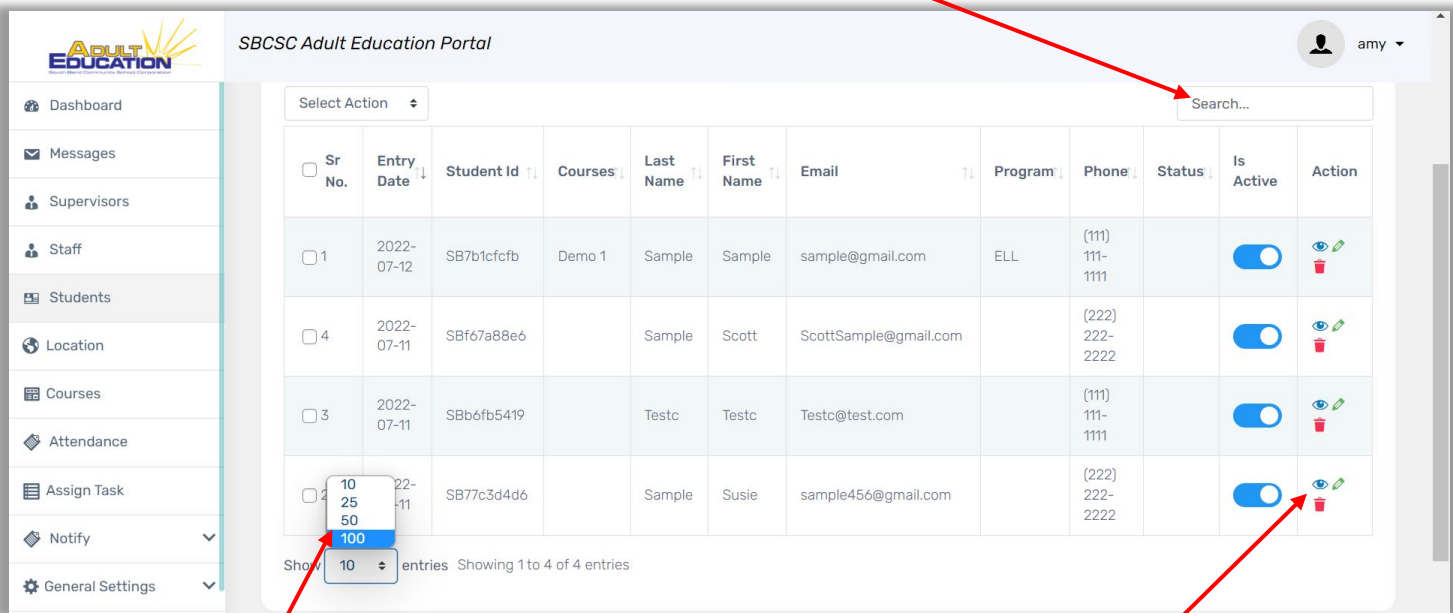 ADULT
EDUCATION
South Bend Community School Corporation
SBCSC Adult Education Portal
amy
Dashboard
Messages
Supervisors
Staff
Students
Location
Courses
Attendance
Assign Task
Notify
General Settings
Select Action
Search...
Sr No. Entry Date Student Id Courses Last Name First Name Email Program Phone Status Is Active Action
1 2022-07-12 SB7b1cfcfb Demo 1 Sample Sample sample@gmail.com ELL (111) 111-1111
4 2022-07-11 SBf67a88e6 Sample Scott ScottSample@gmail.com (222) 222-2222
3 2022-07-11 SBb6fb5419 Testc Testc Testc@test.com (111) 111-1111
2 22-11 SB77c3d4d6 Sample Susie sample456@gmail.com (222) 222-2222
10
25
50
100
Show 10 entries Showing 1 to 4 of 4 entries